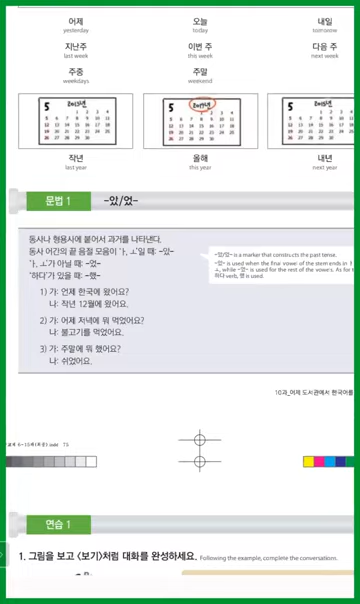 어제 오늘 내일
yesterday today tomorrow
지난주 이번 주 다음 주
last week this week next week
주중 주말
weekdays weekend
5 2013년 5 2014년 5
작년 올해 내년
last year this year next year
문법 1 -았/었-
동사나 형용사에 붙어서 과거를 나타낸다.
동사 어간의 끝 음절 모음이 'ㅏ, ㅗ'일 때: -았-
'ㅏ, ㅗ'가 아닐 때: -었-
'하다'가 있을 때: -했-
-았/었- is a marker that constructs the past tense.
-았- is used when the final vowel of the stem ends in ㅏ
ㅗ, while -었- is used for the rest of the vowels. As for
하다 verb, 했 is used.
1) 가: 언제 한국에 왔어요?
나: 작년 12월에 왔어요.
2) 가: 어제 저녁에 뭐 먹었어요?
나: 불고기를 먹었어요.
3) 가: 주말에 뭐 했어요?
나: 쉬었어요.
10과_어제 도서관에서 한국어를
75
연습 1
1. 그림을 보고 <보기>처럼 대화를 완성하세요. Following the example, complete the conversations.